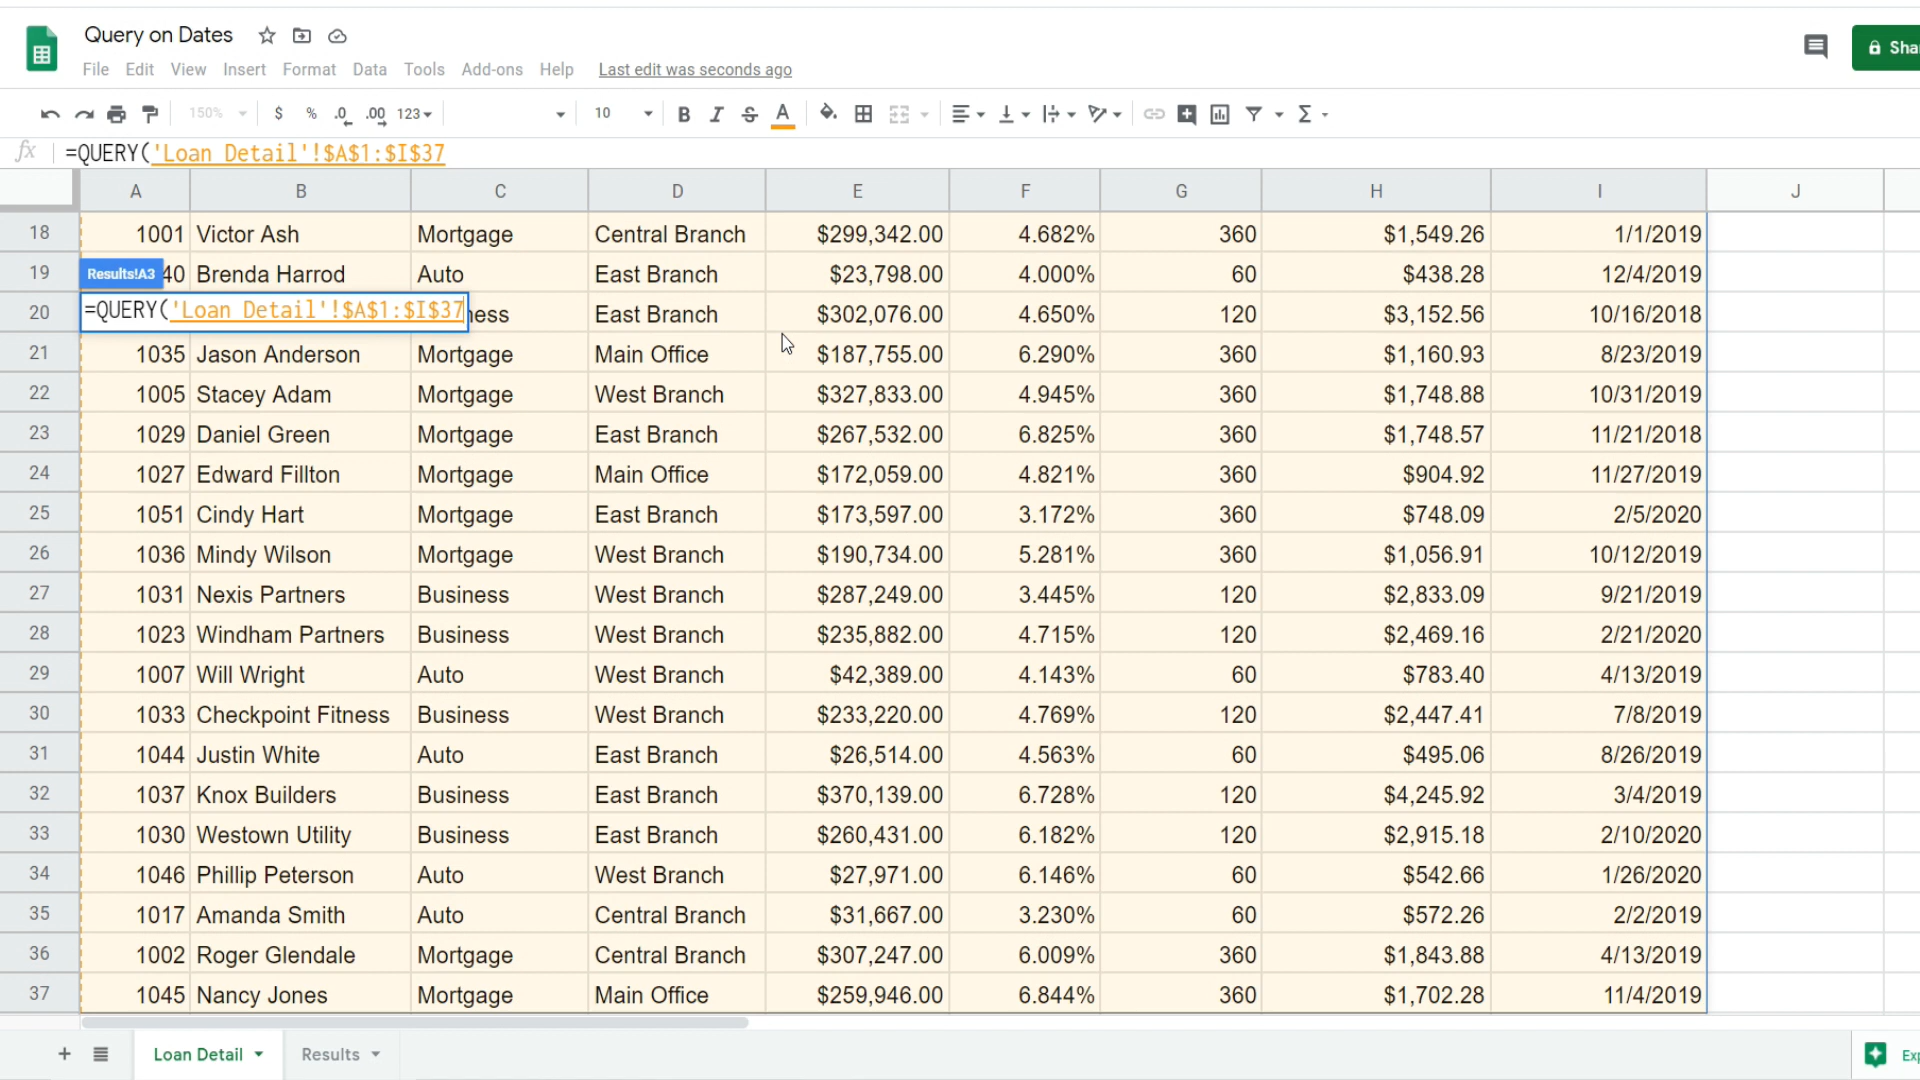 Query on Dates
Sha
File Edit View Insert Format Data Tools Add-ons Help Last edit was seconds ago
150% $ % .0 .00 123 10 B I S A Σ
fx =QUERY('Loan Detail'!$A$1:$I$37
A B C D E F G H I J
18 1001 Victor Ash Mortgage Central Branch $299,342.00 4.682% 360 $1,549.26 1/1/2019
19 Results!A3 40 Brenda Harrod Auto East Branch $23,798.00 4.000% 60 $438.28 12/4/2019
20 =QUERY('Loan Detail'!$A$1:$I$37 ness East Branch $302,076.00 4.650% 120 $3,152.56 10/16/2018
21 1035 Jason Anderson Mortgage Main Office $187,755.00 6.290% 360 $1,160.93 8/23/2019
22 1005 Stacey Adam Mortgage West Branch $327,833.00 4.945% 360 $1,748.88 10/31/2019
23 1029 Daniel Green Mortgage East Branch $267,532.00 6.825% 360 $1,748.57 11/21/2018
24 1027 Edward Fillton Mortgage Main Office $172,059.00 4.821% 360 $904.92 11/27/2019
25 1051 Cindy Hart Mortgage East Branch $173,597.00 3.172% 360 $748.09 2/5/2020
26 1036 Mindy Wilson Mortgage West Branch $190,734.00 5.281% 360 $1,056.91 10/12/2019
27 1031 Nexis Partners Business West Branch $287,249.00 3.445% 120 $2,833.09 9/21/2019
28 1023 Windham Partners Business West Branch $235,882.00 4.715% 120 $2,469.16 2/21/2020
29 1007 Will Wright Auto West Branch $42,389.00 4.143% 60 $783.40 4/13/2019
30 1033 Checkpoint Fitness Business West Branch $233,220.00 4.769% 120 $2,447.41 7/8/2019
31 1044 Justin White Auto East Branch $26,514.00 4.563% 60 $495.06 8/26/2019
32 1037 Knox Builders Business East Branch $370,139.00 6.728% 120 $4,245.92 3/4/2019
33 1030 Westown Utility Business East Branch $260,431.00 6.182% 120 $2,915.18 2/10/2020
34 1046 Phillip Peterson Auto West Branch $27,971.00 6.146% 60 $542.66 1/26/2020
35 1017 Amanda Smith Auto Central Branch $31,667.00 3.230% 60 $572.26 2/2/2019
36 1002 Roger Glendale Mortgage Central Branch $307,247.00 6.009% 360 $1,843.88 4/13/2019
37 1045 Nancy Jones Mortgage Main Office $259,946.00 6.844% 360 $1,702.28 11/4/2019
+ Loan Detail Results Exp